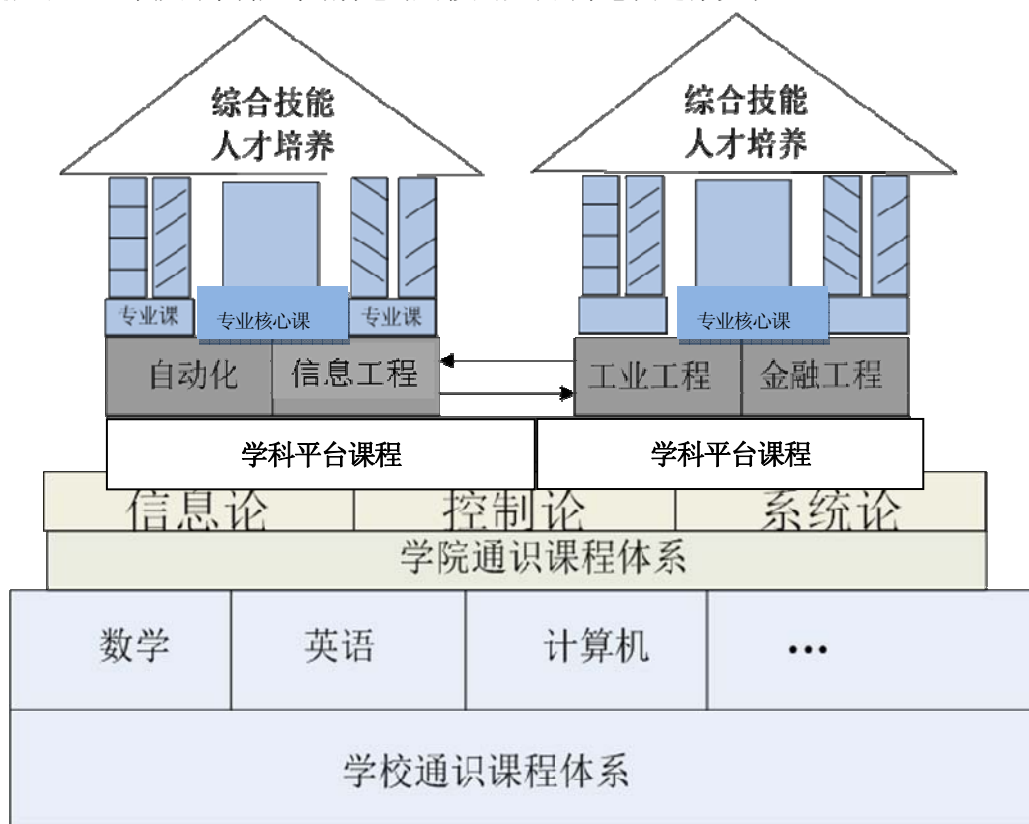 综合技能
人才培养
综合技能
人才培养
专业课
专业核心课
专业课
专业核心课
自动化
信息工程
工业工程
金融工程
学科平台课程
学科平台课程
信息论
控制论
系统论
学院通识课程体系
数学
英语
计算机
...
学校通识课程体系